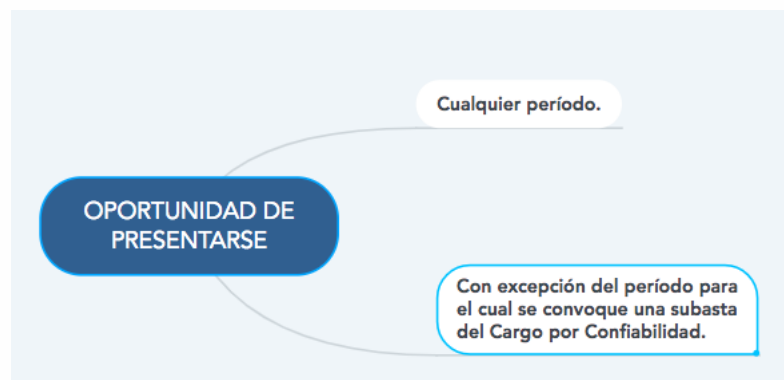 Cualquier período.
OPORTUNIDAD DE
PRESENTARSE
Con excepción del período para
el cual se convoque una subasta
del Cargo por Confiabilidad.